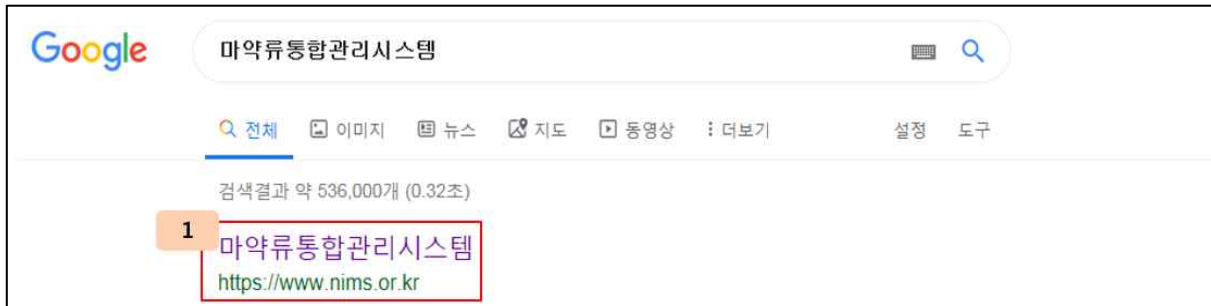 Google 마약류통합관리시스템
전체 이미지 뉴스 지도 동영상 더보기 설정 도구
검색결과 약 536,000개 (0.32초)
1
마약류통합관리시스템
https://www.nims.or.kr